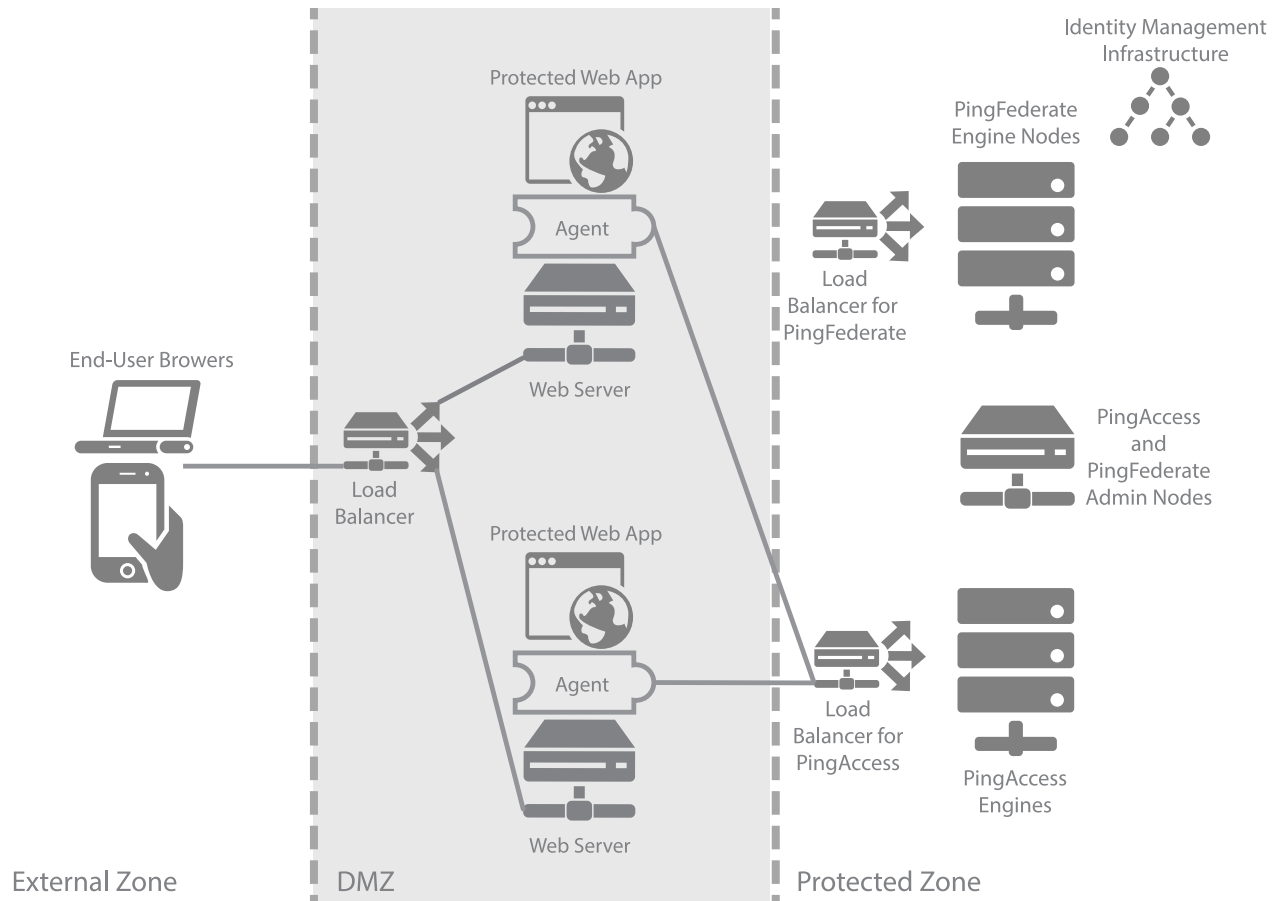 Identity Management
Infrastructure
Protected Web App
PingFederate
Engine Nodes
Agent
Load
Balancer for
PingFederate
End-User Browers
Web Server
PingAccess
and
PingFederate
Admin Nodes
Load
Balancer
Protected Web App
Agent
Load
Balancer for
PingAccess
PingAccess
Engines
Web Server
External Zone
DMZ
Protected Zone